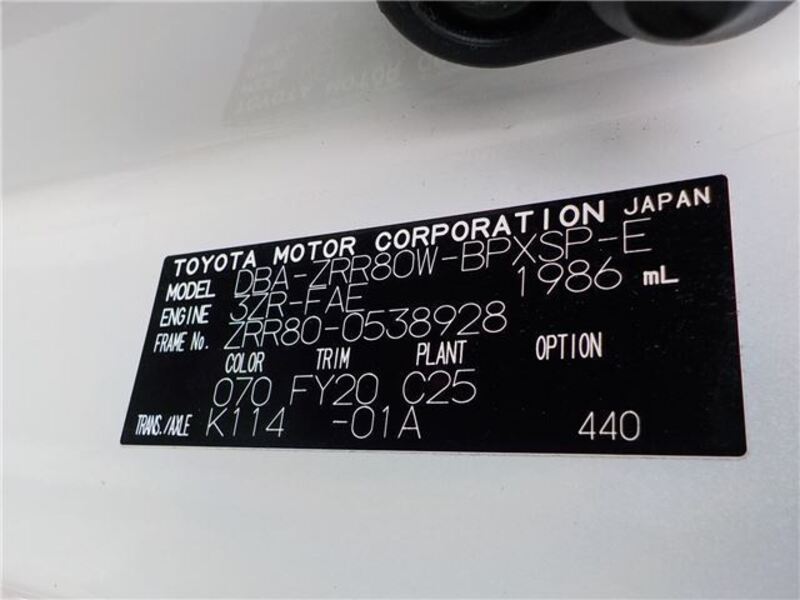 TOYOTA MOTOR CORPORATION JAPAN
MODEL DBA-ZRR80W-BPXSP-E
ENGINE 3ZR-FAE 1986 mL
FRAME No. ZRR80-0538928
COLOR TRIM PLANT OPTION
070 FY20 C25
TRANS./AXLE K114 -01A 440